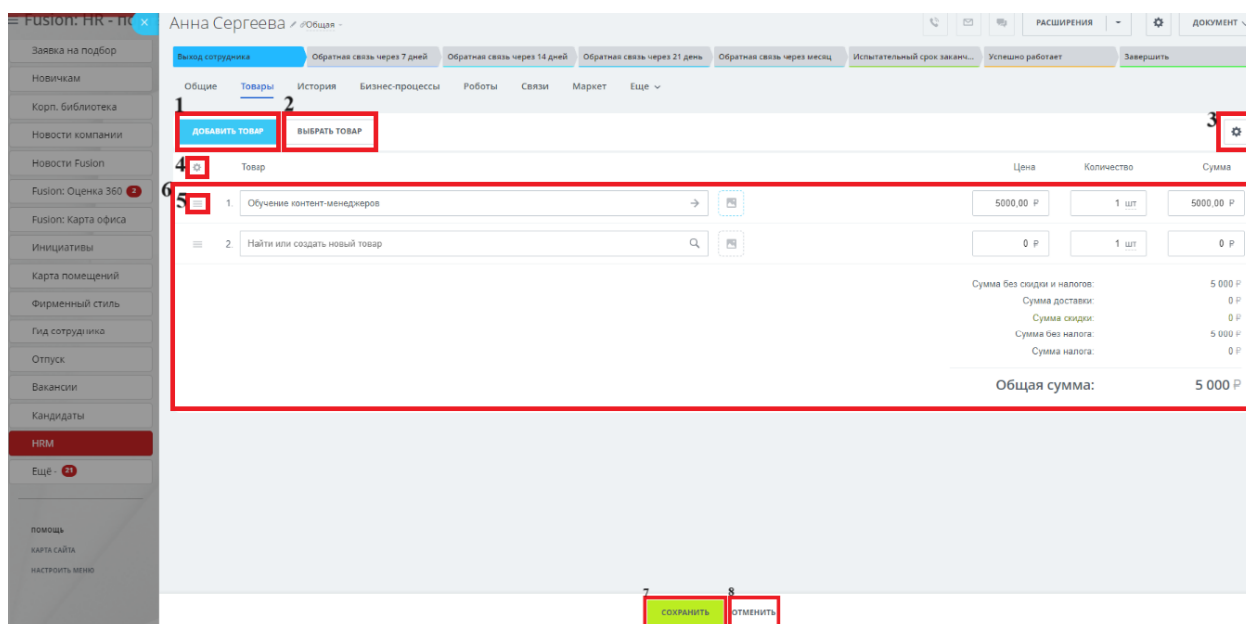 Fusion: HR - по
Анна Сергеева
Общая
РАСШИРЕНИЯ
ДОКУМЕНТ
Заявка на подбор
Новичкам
Корп. библиотека
Новости компании
Новости Fusion
Fusion: Оценка 360 2
Fusion: Карта офиса
Инициативы
Карта помещений
Фирменный стиль
Гид сотрудника
Отпуск
Вакансии
Кандидаты
HRM
Ещё - 21
ПОМОЩЬ
КАРТА САЙТА
НАСТРОИТЬ МЕНЮ
Выход сотрудника
Обратная связь через 7 дней
Обратная связь через 14 дней
Обратная связь через 21 день
Обратная связь через месяц
Испытательный срок заканч...
Успешно работает
Завершить
Общие Товары История Бизнес-процессы Роботы Связи Маркет Еще
1 2
ДОБАВИТЬ ТОВАР ВЫБРАТЬ ТОВАР
3
4 Товар Цена Количество Сумма
6
5 1. Обучение контент-менеджеров 5000,00 ₽ 1 шт 5000,00 ₽
2. Найти или создать новый товар 0 ₽ 1 шт 0 ₽
Сумма без скидки и налогов: 5 000 ₽
Сумма доставки: 0 ₽
Сумма скидки: 0 ₽
Сумма без налога: 5 000 ₽
Сумма налога: 0 ₽
Общая сумма: 5 000 ₽
7 8
СОХРАНИТЬ ОТМЕНИТЬ